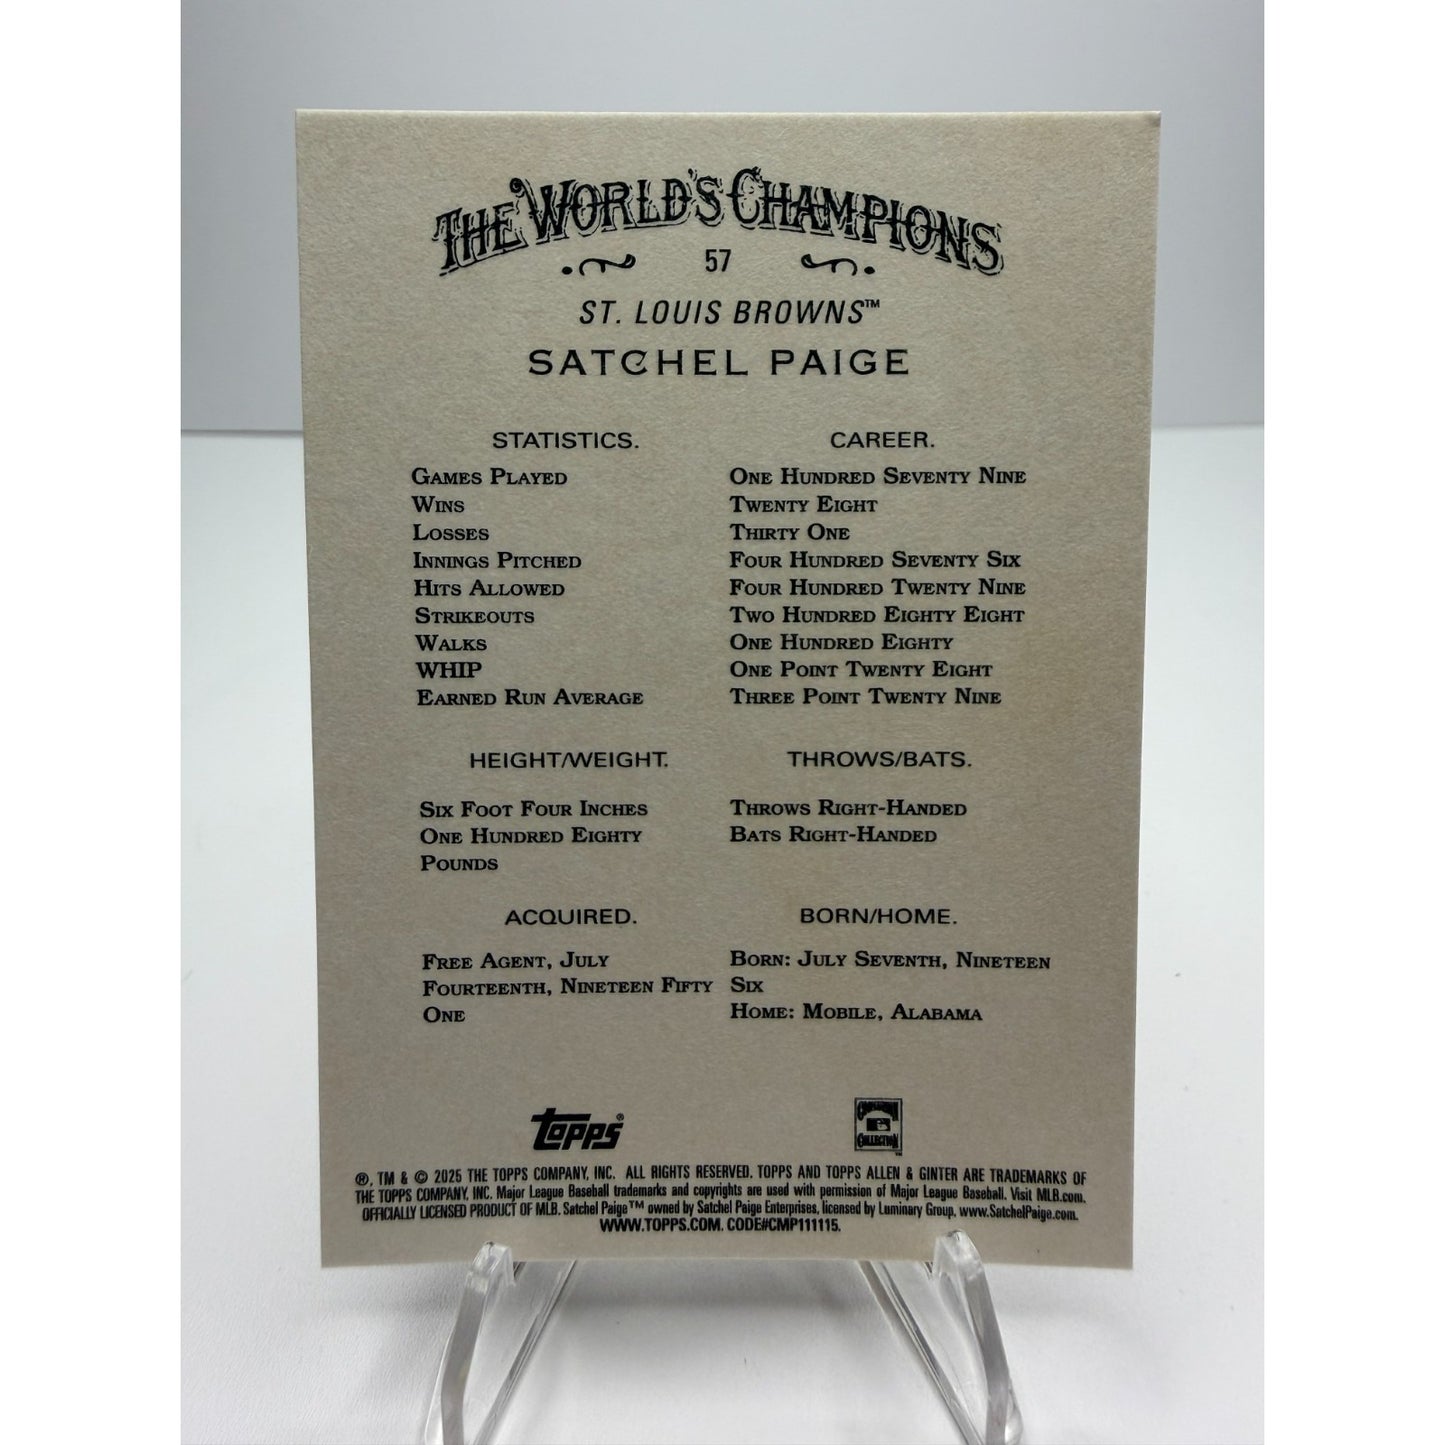 THE WORLD'S CHAMPIONS
57
ST. LOUIS BROWNS™
SATCHEL PAIGE
STATISTICS. CAREER.
GAMES PLAYED ONE HUNDRED SEVENTY NINE
WINS TWENTY EIGHT
LOSSES THIRTY ONE
INNINGS PITCHED FOUR HUNDRED SEVENTY SIX
HITS ALLOWED FOUR HUNDRED TWENTY NINE
STRIKEOUTS TWO HUNDRED EIGHTY EIGHT
WALKS ONE HUNDRED EIGHTY
WHIP ONE POINT TWENTY EIGHT
EARNED RUN AVERAGE THREE POINT TWENTY NINE
HEIGHT/WEIGHT. THROWS/BATS.
SIX FOOT FOUR INCHES THROWS RIGHT-HANDED
ONE HUNDRED EIGHTY BATS RIGHT-HANDED
POUNDS
ACQUIRED. BORN/HOME.
FREE AGENT, JULY BORN: JULY SEVENTH, NINETEEN
FOURTEENTH, NINETEEN FIFTY SIX
ONE HOME: MOBILE, ALABAMA
topps®
COLLECTION ™
®, TM & © 2025 THE TOPPS COMPANY, INC. ALL RIGHTS RESERVED. TOPPS AND TOPPS ALLEN & GINTER ARE TRADEMARKS OF
THE TOPPS COMPANY, INC. Major League Baseball trademarks and copyrights are used with permission of Major League Baseball. Visit MLB.com.
OFFICIALLY LICENSED PRODUCT OF MLB. Satchel Paige™ owned by Satchel Paige Enterprises, licensed by Luminary Group, www.SatchelPaige.com.
WWW.TOPPS.COM. CODE#CMP111115.